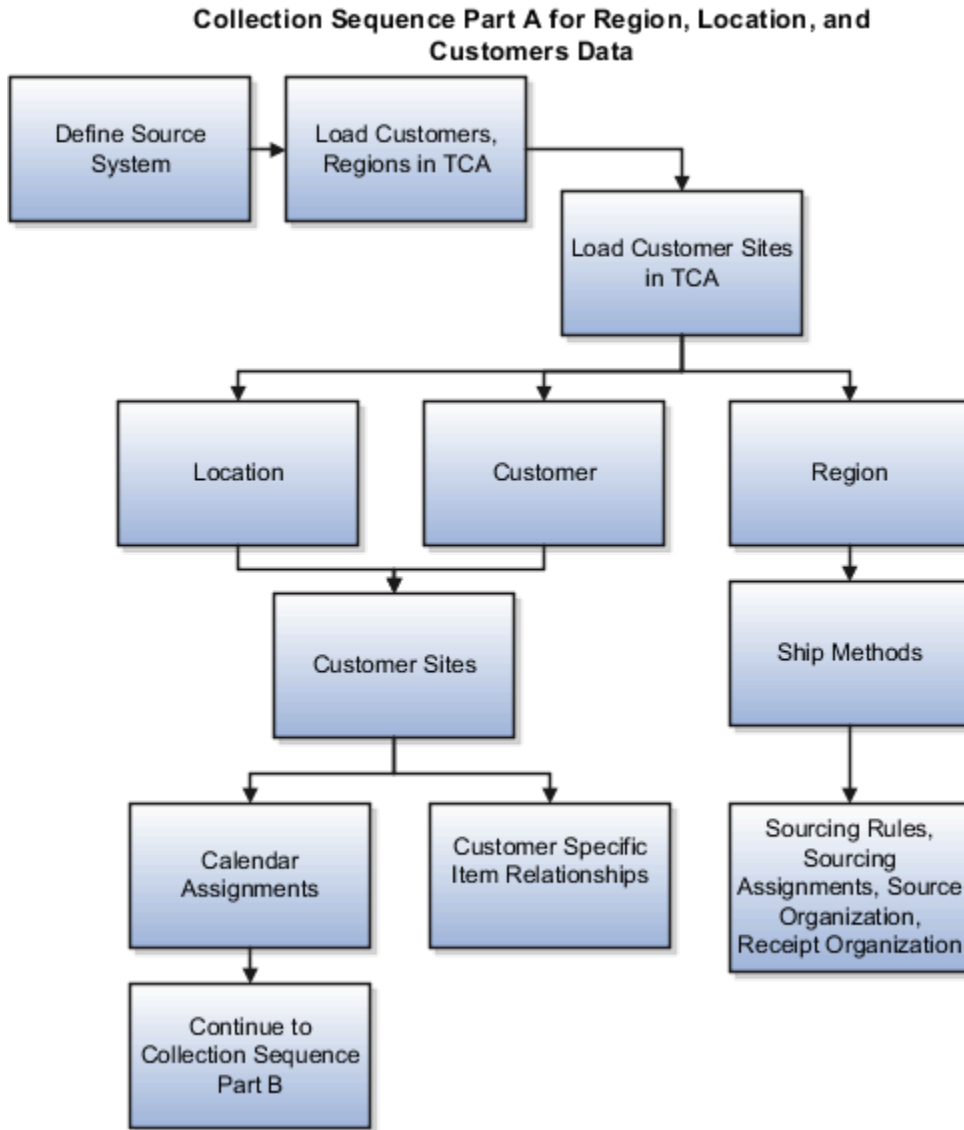 Collection Sequence Part A for Region, Location, and
Customers Data
Define Source
System
Load Customers,
Regions in TCA
Load Customer Sites
in TCA
Location
Customer
Region
Customer Sites
Ship Methods
Calendar
Assignments
Customer Specific
Item Relationships
Sourcing Rules,
Sourcing
Assignments, Source
Organization,
Receipt Organization
Continue to
Collection Sequence
Part B